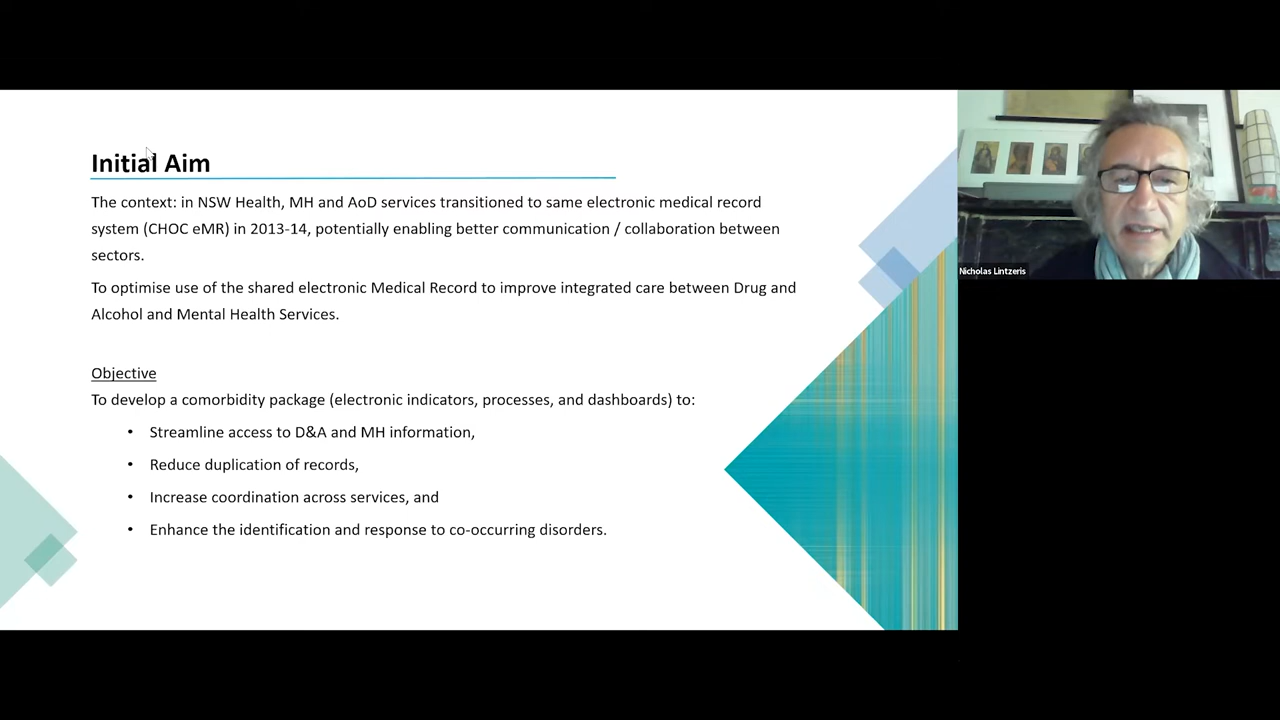 Initial Aim
The context: in NSW Health, MH and AoD services transitioned to same electronic medical record
system (CHOC eMR) in 2013-14, potentially enabling better communication / collaboration between
sectors.
To optimise use of the shared electronic Medical Record to improve integrated care between Drug and
Alcohol and Mental Health Services.
Objective
To develop a comorbidity package (electronic indicators, processes, and dashboards) to:
• Streamline access to D&A and MH information,
• Reduce duplication of records,
• Increase coordination across services, and
• Enhance the identification and response to co-occurring disorders.
Nicholas Lintzeris